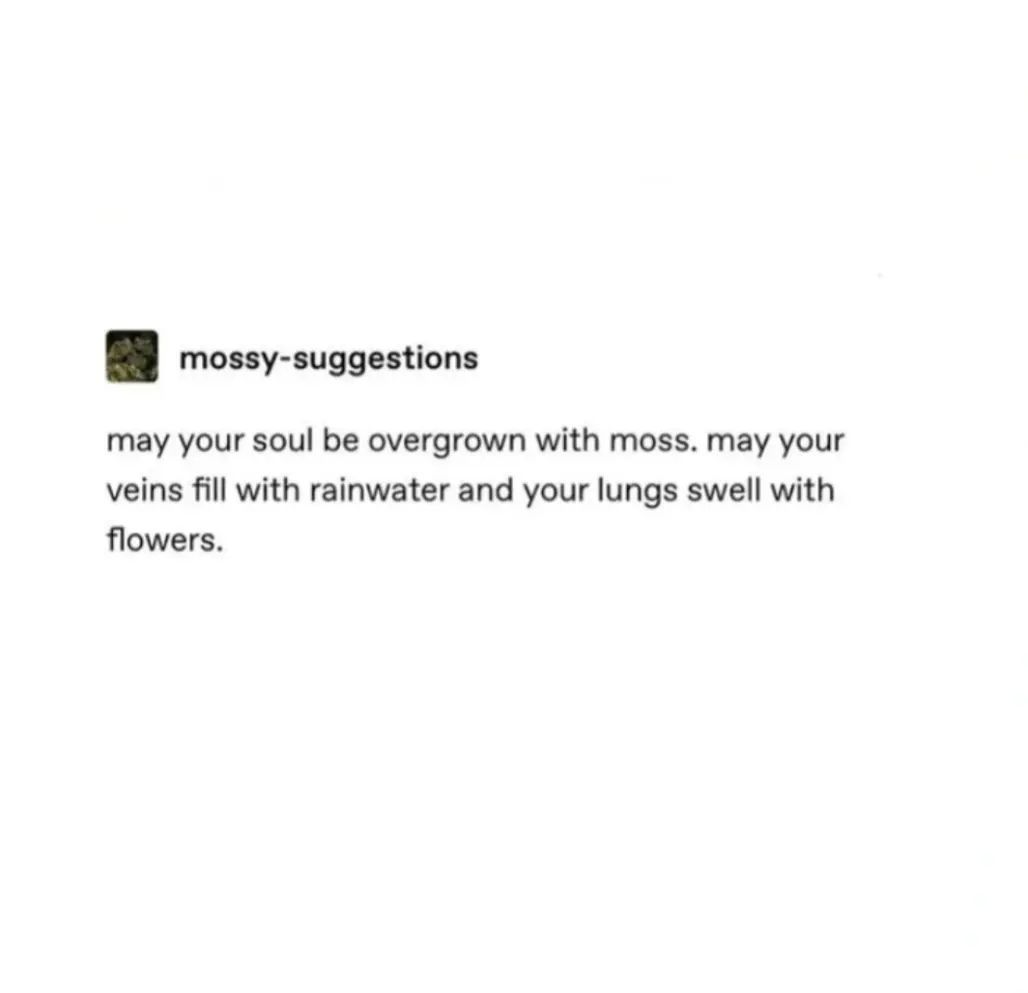 mossy-suggestions
may your soul be overgrown with moss. may your
veins fill with rainwater and your lungs swell with
flowers.